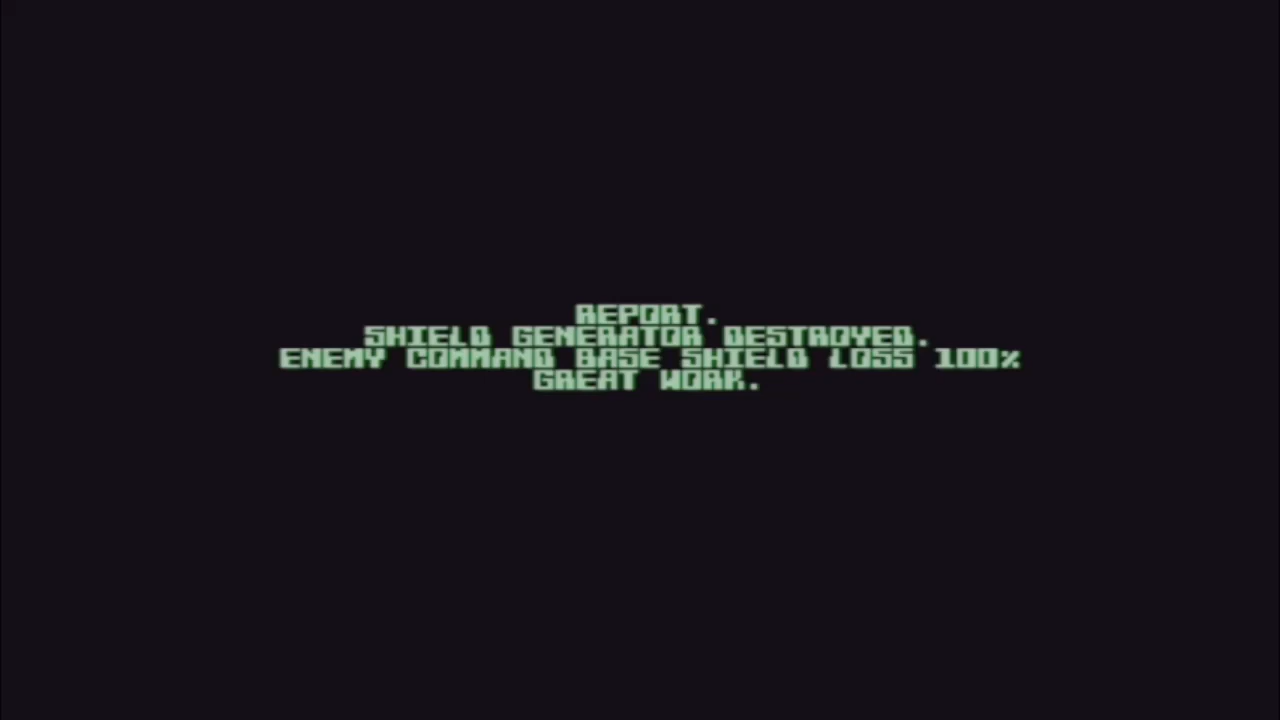 REPORT.
SHIELD GENERATOR DESTROYED.
ENEMY COMMAND BASE SHIELD LOSS 100%
GREAT WORK.